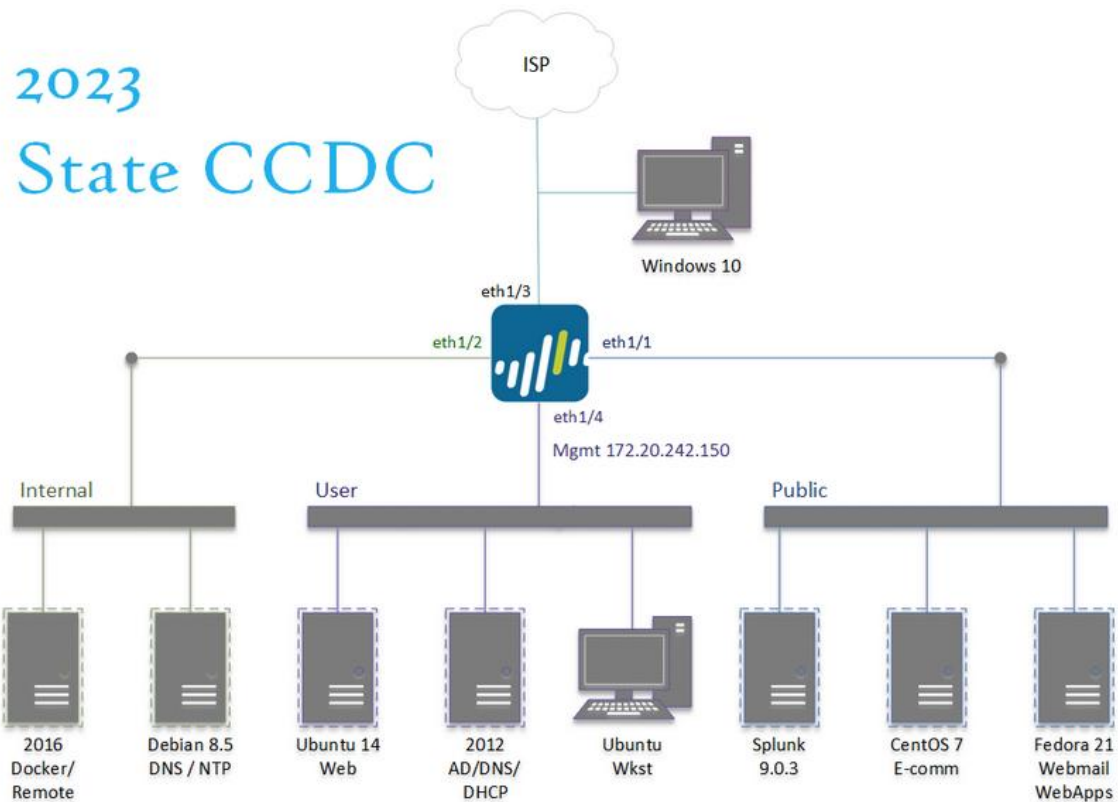 2023
State CCDC
ISP
Windows 10
eth1/3
eth1/2
eth1/1
eth1/4
Mgmt 172.20.242.150
Internal
User
Public
2016
Docker/
Remote
Debian 8.5
DNS / NTP
Ubuntu 14
Web
2012
AD/DNS/
DHCP
Ubuntu
Wkst
Splunk
9.0.3
CentOS 7
E-comm
Fedora 21
Webmail
WebApps